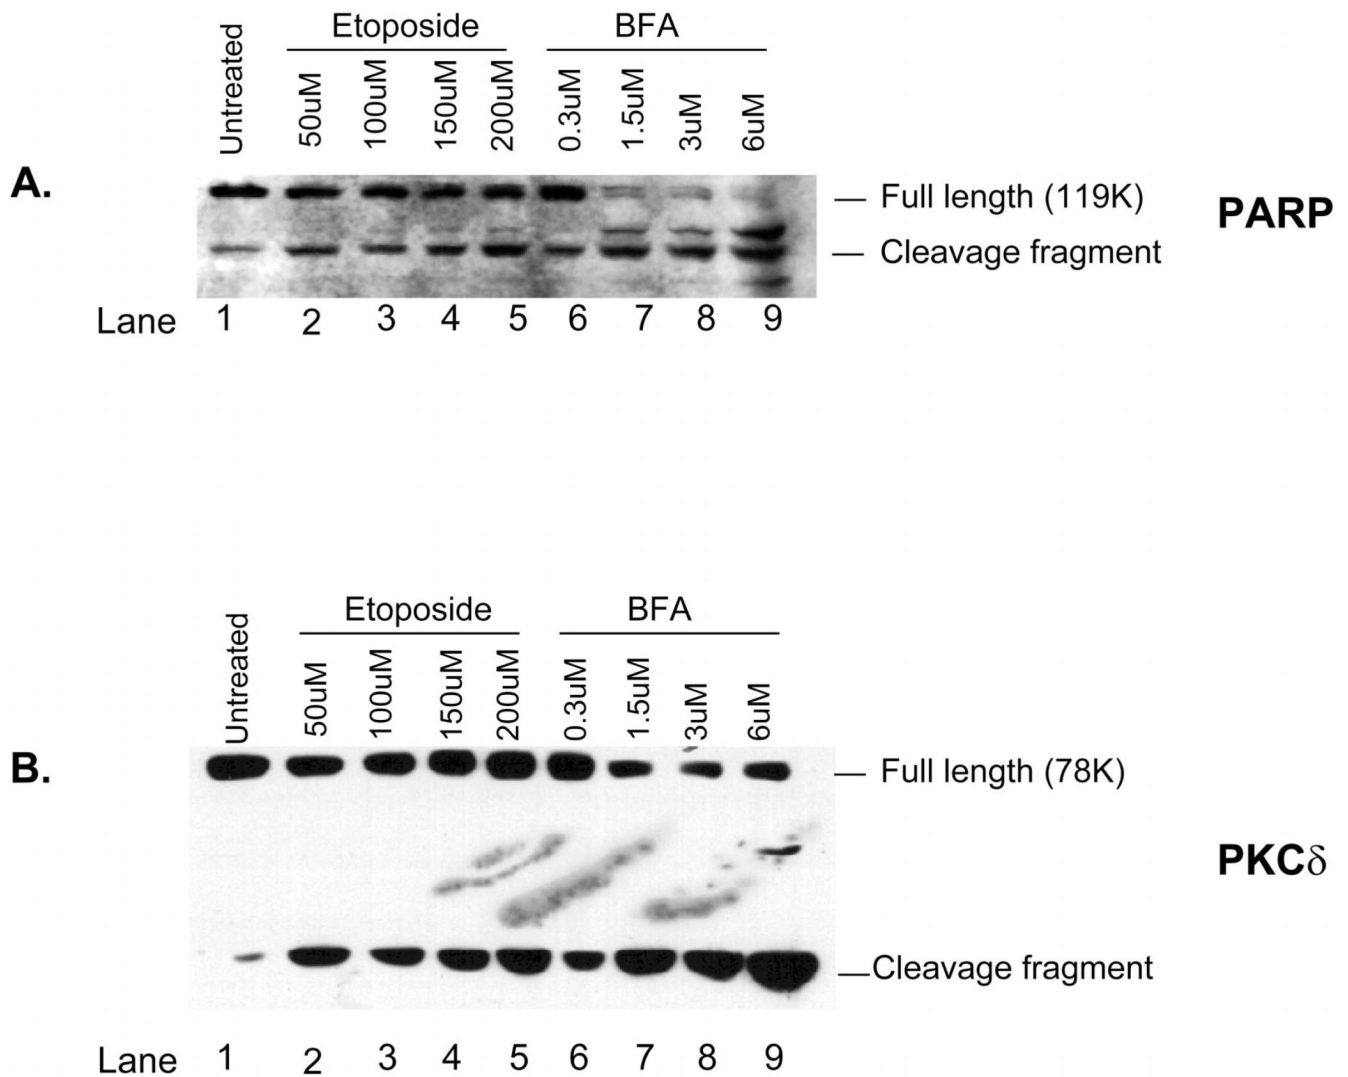 Etoposide BFA
Untreated 50uM 100uM 150uM 200uM 0.3uM 1.5uM 3uM 6uM
A.
Full length (119K)
PARP
Cleavage fragment
Lane 1 2 3 4 5 6 7 8 9
Etoposide BFA
Untreated 50uM 100uM 150uM 200uM 0.3uM 1.5uM 3uM 6uM
B.
Full length (78K)
PKCδ
Cleavage fragment
Lane 1 2 3 4 5 6 7 8 9